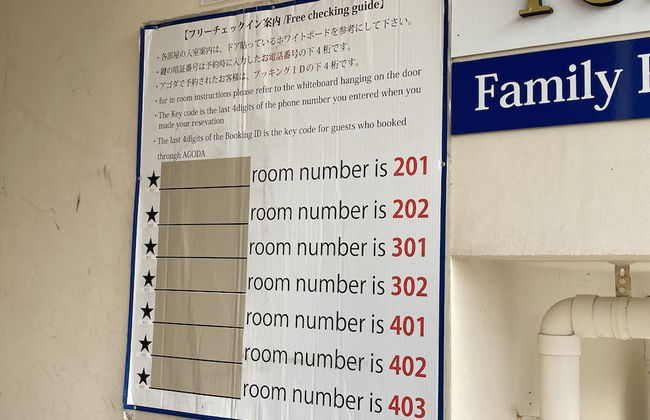 【フリーチェックイン案内/Free checking guide】
・各部屋の入室案内は、ドア貼っているホワイトボードを参考にして下さい。
・鍵の暗証番号は予約時に入力したお電話番号の下4桁です。
・アゴダで予約されたお客様は、ブッキングIDの下4桁です。
・for in room instructions please refer to the whiteboard hanging on the door
・The Key code is the last 4digits of the phone number you entered when you
made your resevation
・The last 4digits of the Booking ID is the key code for guests who booked
through AGODA
★ room number is 201
★ room number is 202
★ room number is 301
★ room number is 302
★ room number is 401
★ room number is 402
★ room number is 403
Family